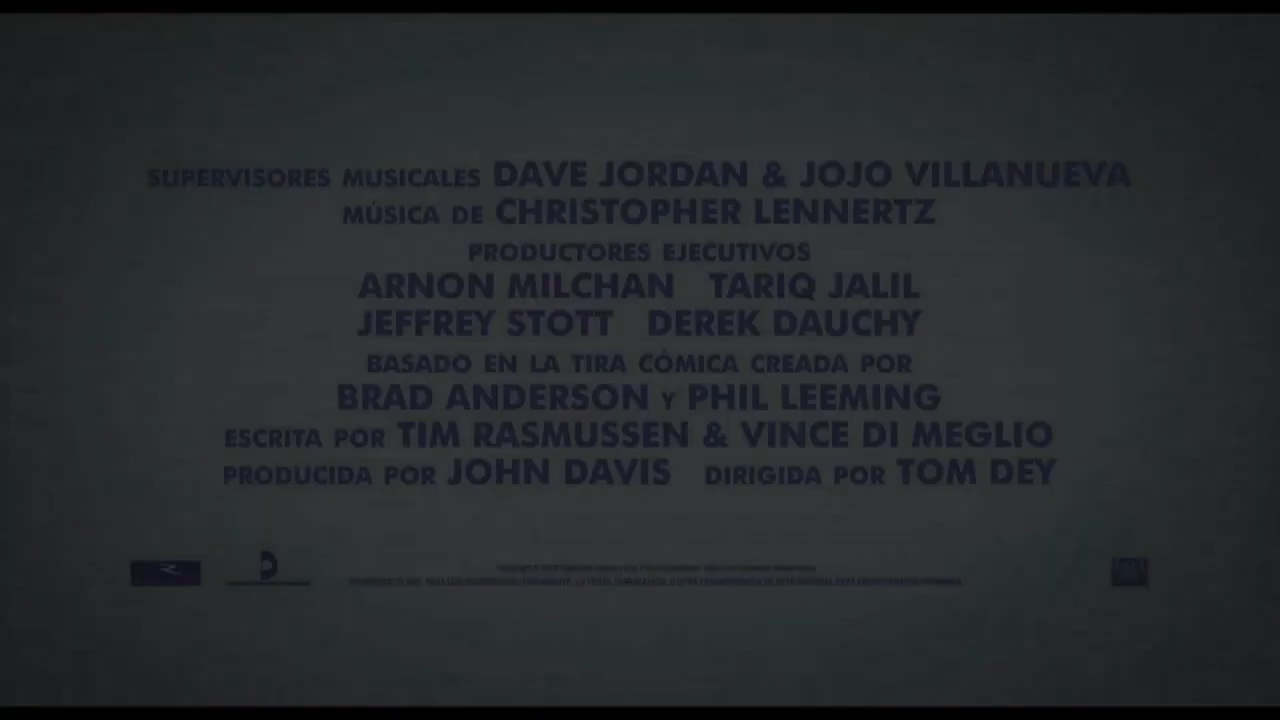 SUPERVISORES MUSICALES DAVE JORDAN & JOJO VILLANUEVA
MÚSICA DE CHRISTOPHER LENNERTZ
PRODUCTORES EJECUTIVOS
ARNON MILCHAN TARIQ JALIL
JEFFREY STOTT DEREK DAUCHY
BASADO EN LA TIRA CÓMICA CREADA POR
BRAD ANDERSON Y PHIL LEEMING
ESCRITA POR TIM RASMUSSEN & VINCE DI MEGLIO
PRODUCIDA POR JOHN DAVIS DIRIGIDA POR TOM DEY